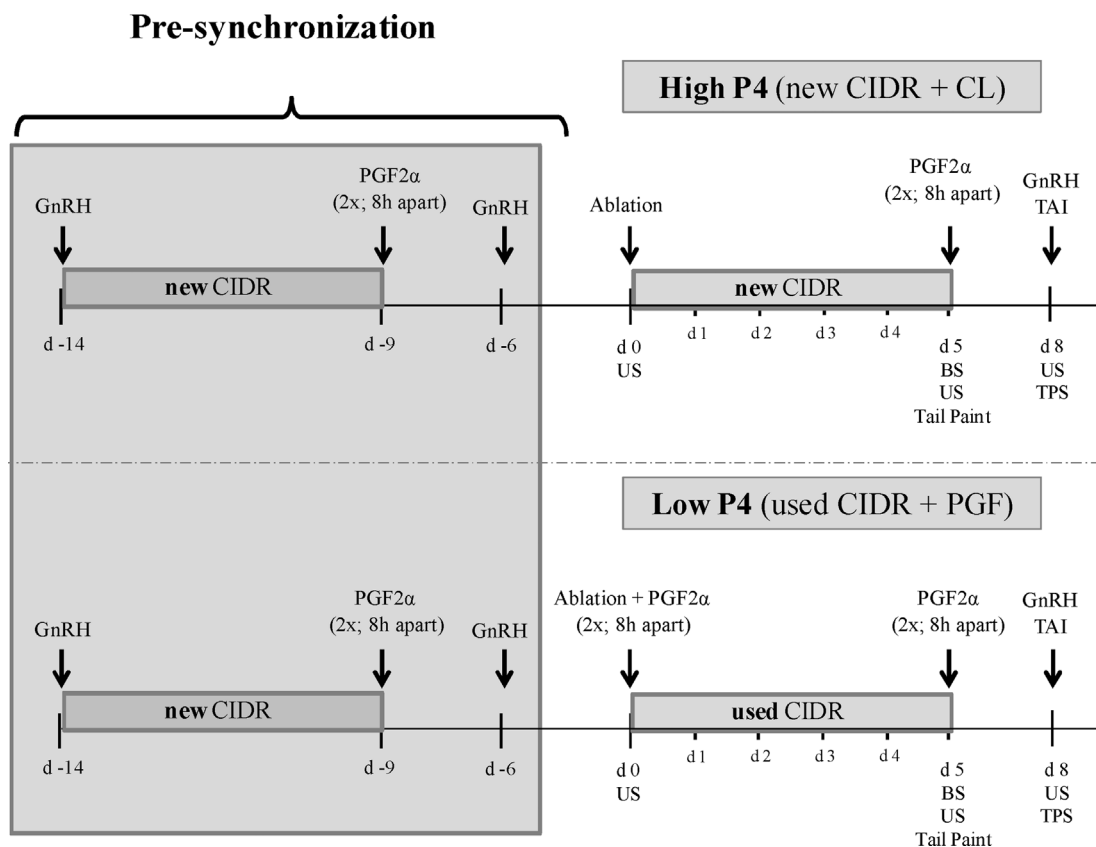 Pre-synchronization
High P4 (new CIDR + CL)
GnRH
PGF2α
(2x; 8h apart)
GnRH
Ablation
PGF2α
(2x; 8h apart)
GnRH
TAI
new CIDR
new CIDR
d -14
d -9
d -6
d 0
US
d 1
d 2
d 3
d 4
d 5
BS
US
Tail Paint
d 8
US
TPS
Low P4 (used CIDR + PGF)
GnRH
PGF2α
(2x; 8h apart)
GnRH
Ablation + PGF2α
(2x; 8h apart)
PGF2α
(2x; 8h apart)
GnRH
TAI
new CIDR
used CIDR
d -14
d -9
d -6
d 0
US
d 1
d 2
d 3
d 4
d 5
BS
US
Tail Paint
d 8
US
TPS